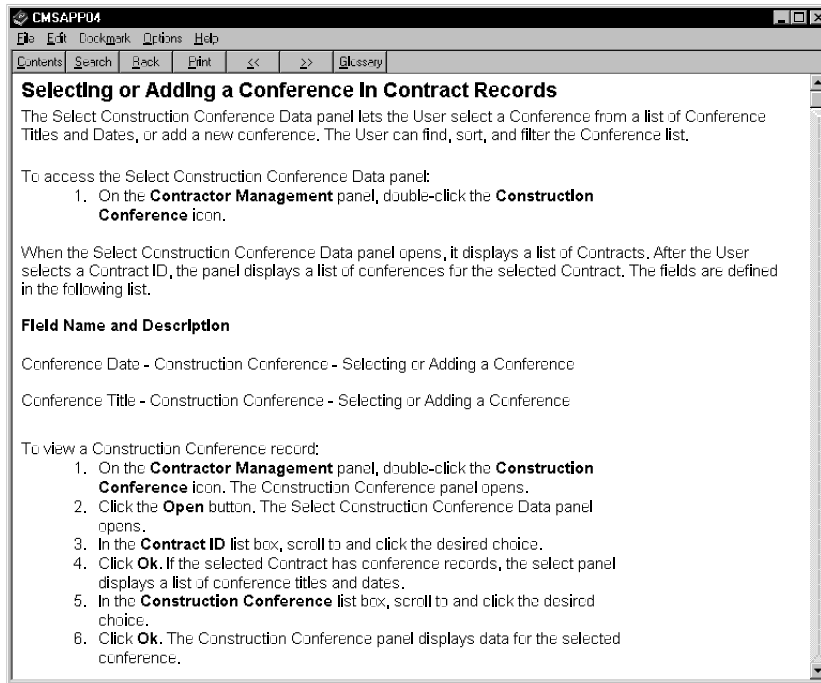 CMSAPP04
File Edit Bookmark Options Help
Contents Search Back Print << >> Glossary
Selecting or Adding a Conference in Contract Records
The Select Construction Conference Data panel lets the User select a Conference from a list of Conference
Titles and Dates, or add a new conference. The User can find, sort, and filter the Conference list.
To access the Select Construction Conference Data panel:
1. On the Contractor Management panel, double-click the Construction
Conference icon.
When the Select Construction Conference Data panel opens, it displays a list of Contracts. After the User
selects a Contract ID, the panel displays a list of conferences for the selected Contract. The fields are defined
in the following list.
Field Name and Description
Conference Date - Construction Conference - Selecting or Adding a Conference
Conference Title - Construction Conference - Selecting or Adding a Conference
To view a Construction Conference record:
1. On the Contractor Management panel, double-click the Construction
Conference icon. The Construction Conference panel opens.
2. Click the Open button. The Select Construction Conference Data panel
opens.
3. In the Contract ID list box, scroll to and click the desired choice.
4. Click Ok. If the selected Contract has conference records, the select panel
displays a list of conference titles and dates.
5. In the Construction Conference list box, scroll to and click the desired
choice.
6. Click Ok. The Construction Conference panel displays data for the selected
conference.